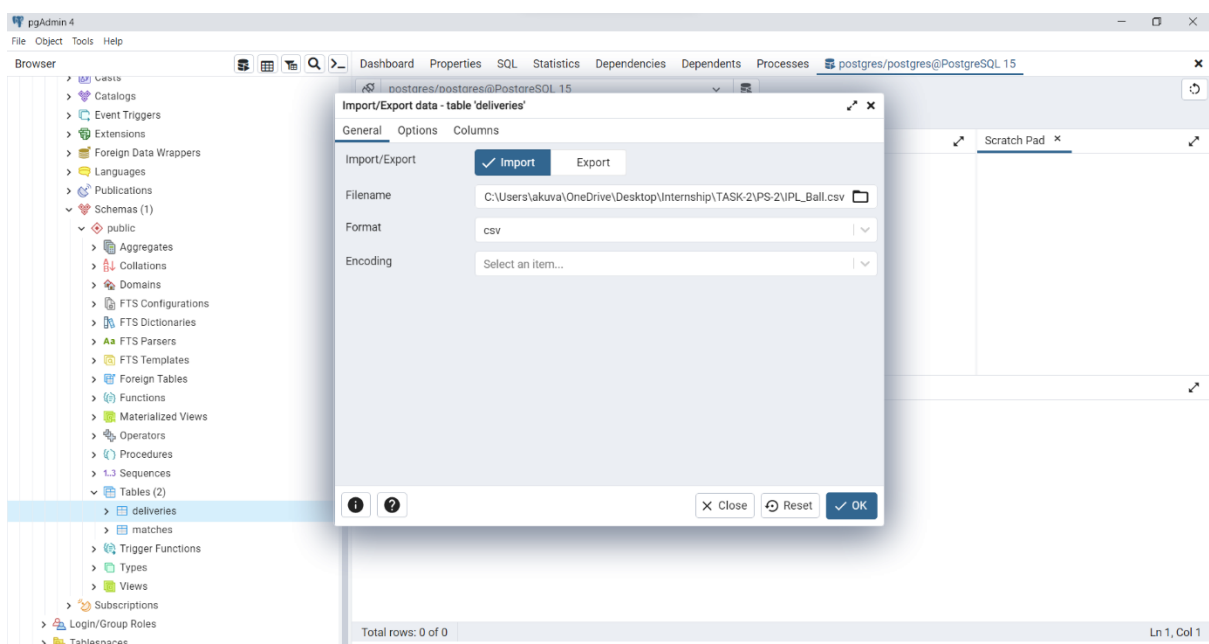 pgAdmin 4
File Object Tools Help
Browser
Dashboard Properties SQL Statistics Dependencies Dependents Processes postgres/postgres@PostgreSQL 15
Casts
Catalogs
Event Triggers
Extensions
Foreign Data Wrappers
Languages
Publications
Schemas (1)
public
Aggregates
Collations
Domains
FTS Configurations
FTS Dictionaries
FTS Parsers
FTS Templates
Foreign Tables
Functions
Materialized Views
Operators
Procedures
1..3 Sequences
Tables (2)
deliveries
matches
Trigger Functions
Types
Views
Subscriptions
Login/Group Roles
Tablespaces
postgres/postgres@PostgreSQL 15
Scratch Pad
Import/Export data - table 'deliveries'
General Options Columns
Import/Export Import Export
Filename C:\Users\akuva\OneDrive\Desktop\Internship\TASK-2\PS-2\IPL_Ball.csv
Format csv
Encoding Select an item...
Close Reset OK
Total rows: 0 of 0
Ln 1, Col 1